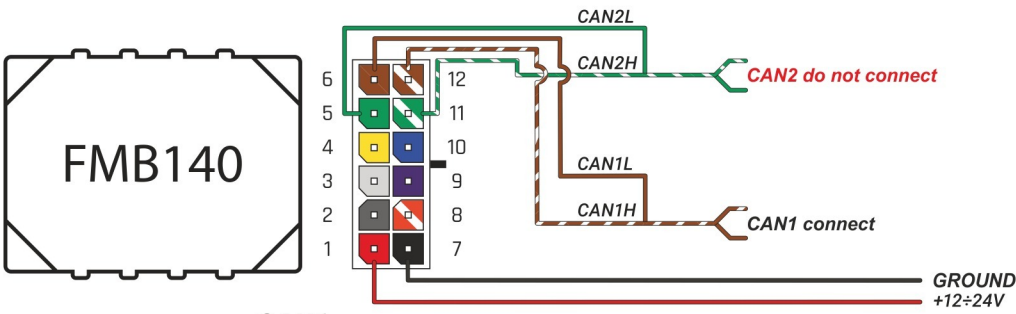 CAN2L
CAN2H
CAN2 do not connect
FMB140
6 12
5 11
4 10
3 9
2 8
1 7
CAN1L
CAN1H
CAN1 connect
GROUND
+12÷24V